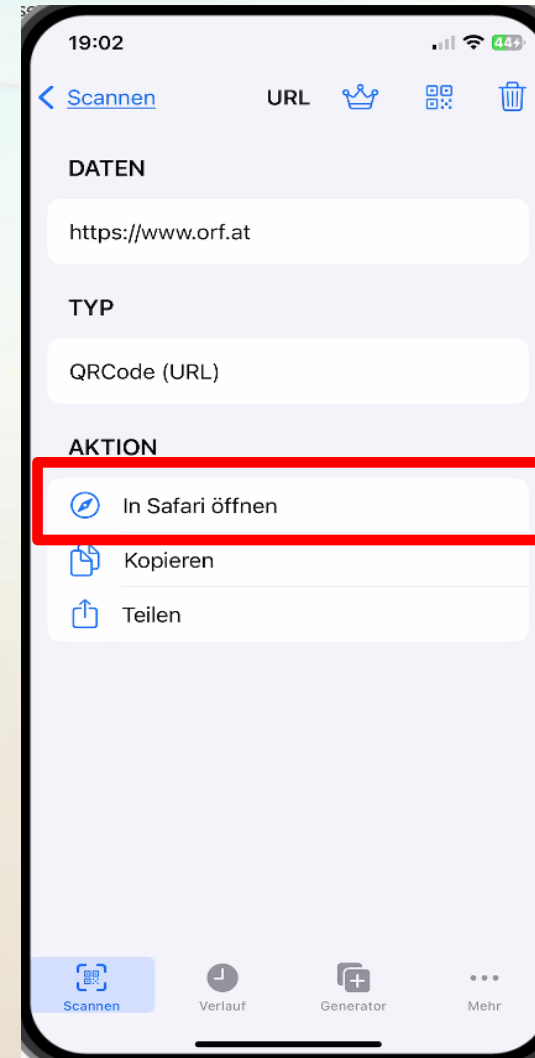 19:02
44
Scannen
URL
DATEN
https://www.orf.at
TYP
QRCode (URL)
AKTION
In Safari öffnen
Kopieren
Teilen
Scannen
Verlauf
Generator
Mehr